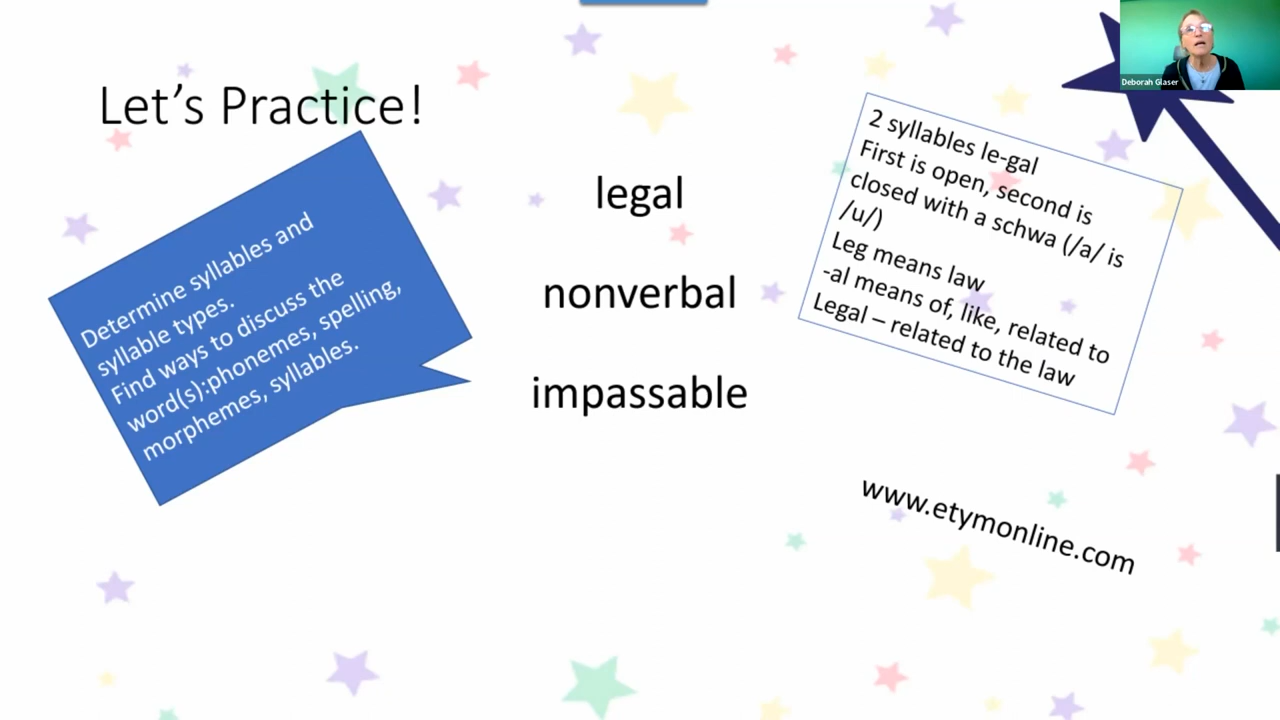 Let's Practice!
Determine syllables and
syllable types.
Find ways to discuss the
word(s):phonemes, spelling,
morphemes, syllables.
legal
nonverbal
impassable
2 syllables le-gal
First is open, second is
closed with a schwa (/a/ is
/u/)
Leg means law
-al means of, like, related to
Legal – related to the law
www.etymonline.com
Deborah Glaser